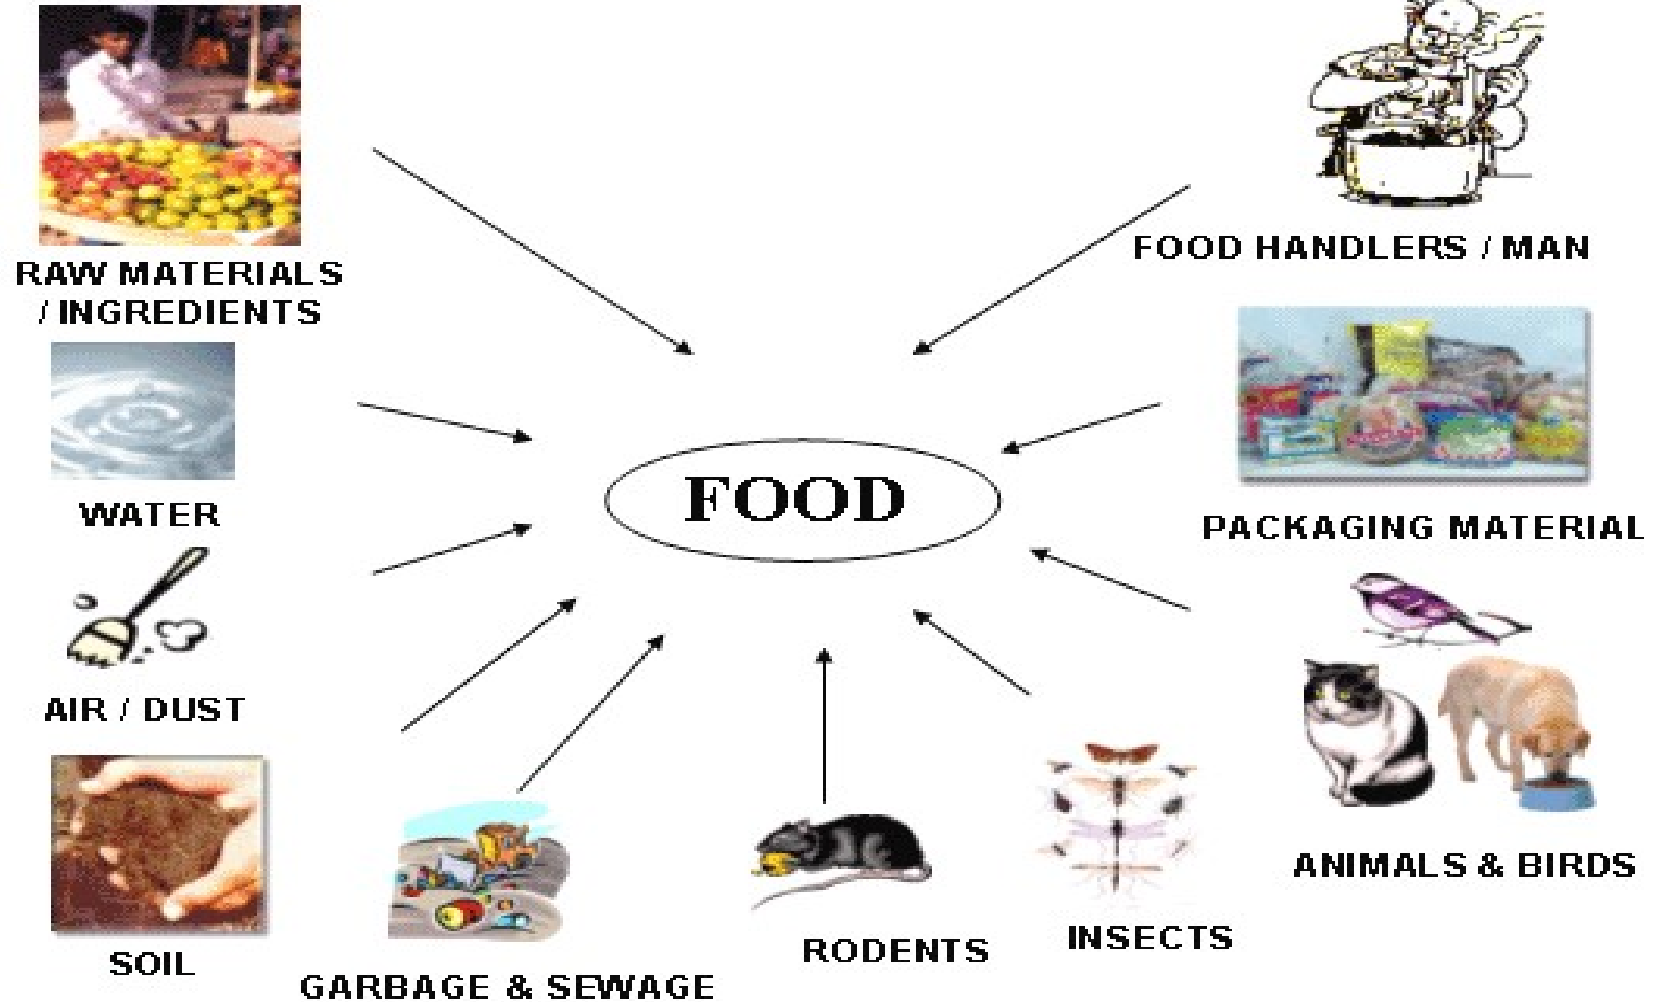 RAW MATERIALS
/ INGREDIENTS
WATER
AIR / DUST
SOIL
GARBAGE & SEWAGE
FOOD
RODENTS
INSECTS
FOOD HANDLERS / MAN
PACKAGING MATERIAL
ANIMALS & BIRDS